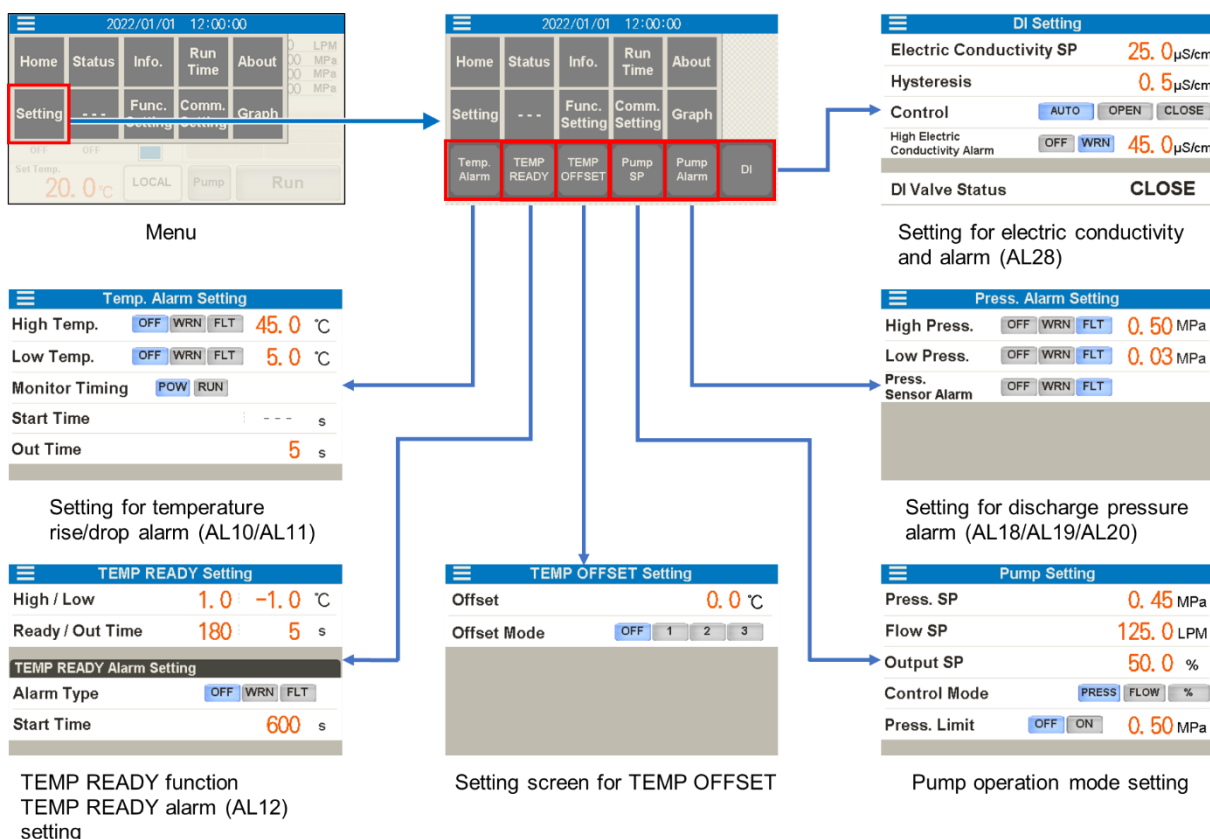 2022/01/01 12:00:00
Home Status Info. Run Time About
Setting --- Func. Setting Comm. Setting Graph
LPM
MPa
MPa
MPa
OFF OFF
Set Temp.
20.0℃ LOCAL Pump Run
Menu
2022/01/01 12:00:00
Home Status Info. Run Time About
Setting --- Func. Setting Comm. Setting Graph
Temp. Alarm TEMP READY TEMP OFFSET Pump SP Pump Alarm DI
DI Setting
Electric Conductivity SP 25.0μS/cm
Hysteresis 0.5μS/cm
Control AUTO OPEN CLOSE
High Electric
Conductivity Alarm OFF WRN 45.0μS/cm
DI Valve Status CLOSE
Setting for electric conductivity
and alarm (AL28)
Temp. Alarm Setting
High Temp. OFF WRN FLT 45.0 ℃
Low Temp. OFF WRN FLT 5.0 ℃
Monitor Timing POW RUN
Start Time --- s
Out Time 5 s
Setting for temperature
rise/drop alarm (AL10/AL11)
Press. Alarm Setting
High Press. OFF WRN FLT 0.50 MPa
Low Press. OFF WRN FLT 0.03 MPa
Press.
Sensor Alarm OFF WRN FLT
Setting for discharge pressure
alarm (AL18/AL19/AL20)
TEMP READY Setting
High / Low 1.0 -1.0 ℃
Ready / Out Time 180 5 s
TEMP READY Alarm Setting
Alarm Type OFF WRN FLT
Start Time 600 s
TEMP READY function
TEMP READY alarm (AL12)
setting
TEMP OFFSET Setting
Offset 0.0 ℃
Offset Mode OFF 1 2 3
Setting screen for TEMP OFFSET
Pump Setting
Press. SP 0.45 MPa
Flow SP 125.0 LPM
Output SP 50.0 %
Control Mode PRESS FLOW %
Press. Limit OFF ON 0.50 MPa
Pump operation mode setting